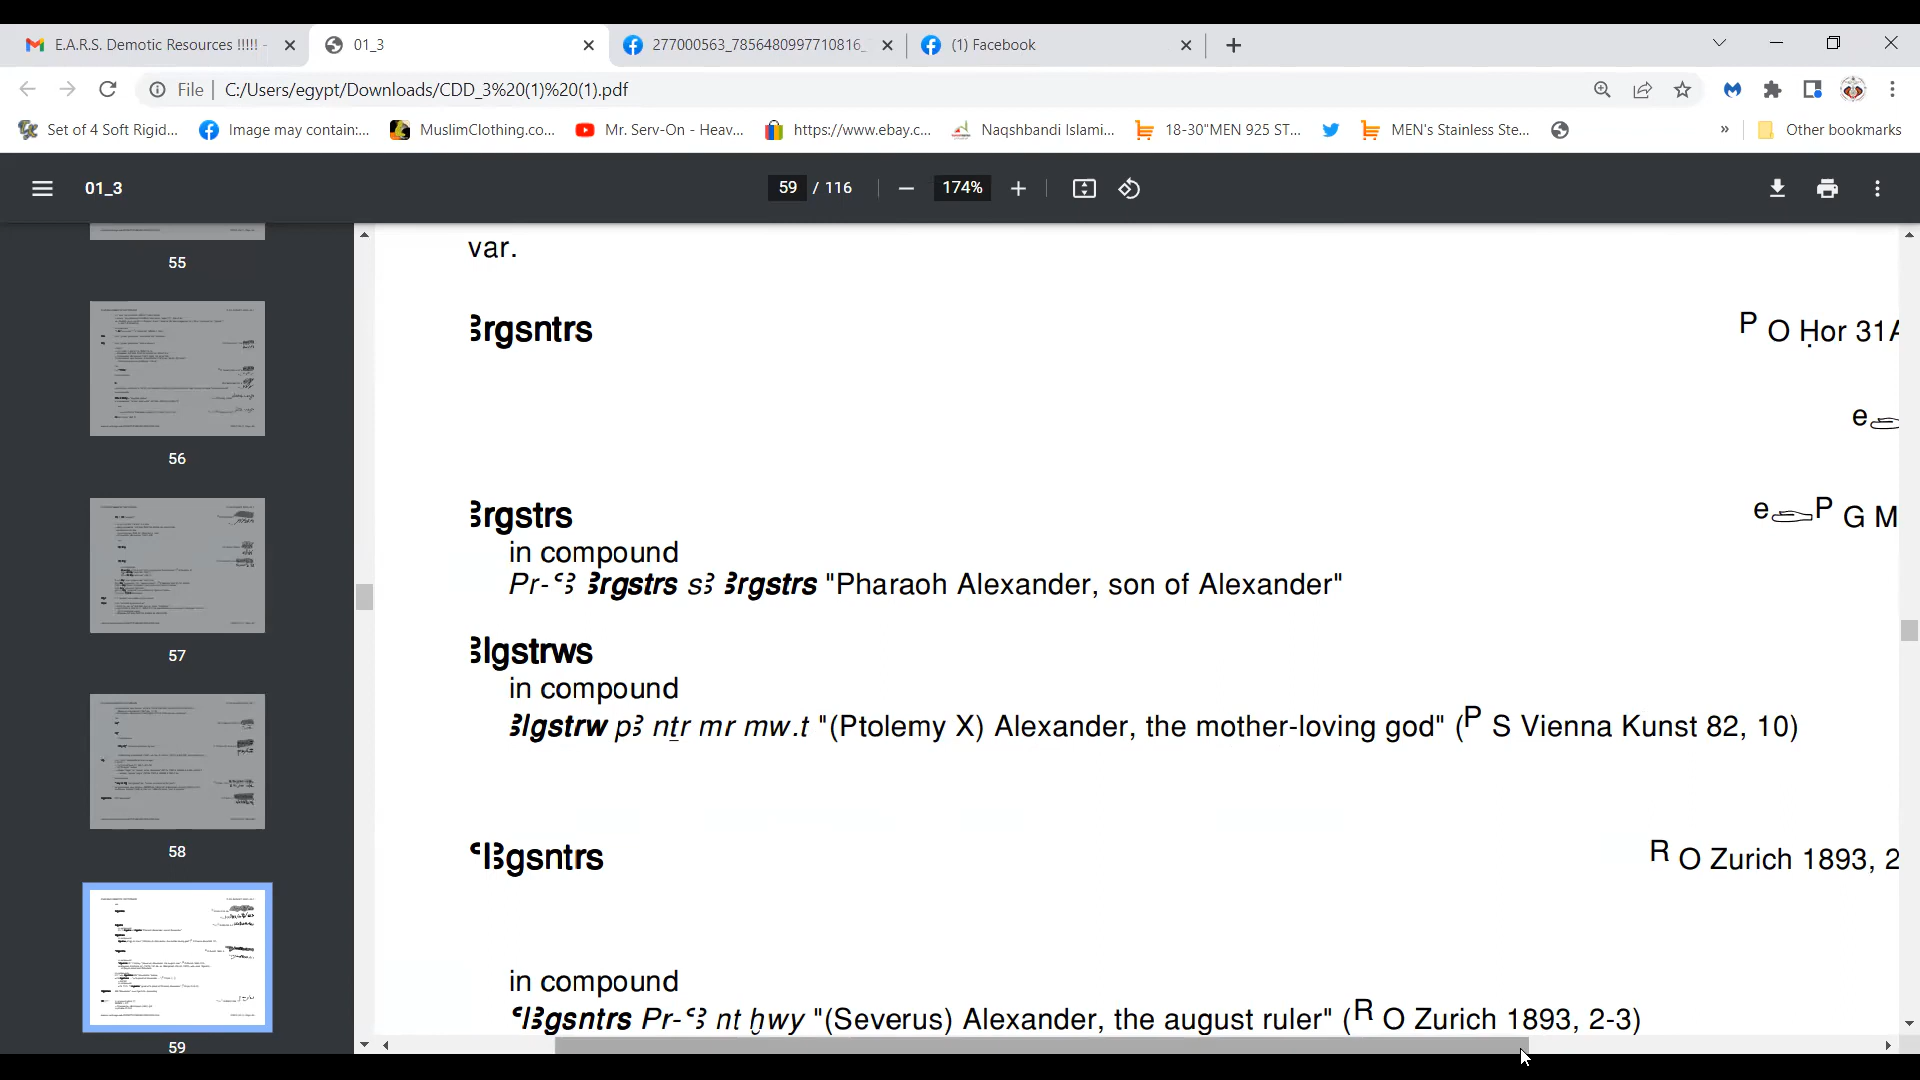 E.A.R.S. Demotic Resources !!!!! -
01_3
277000563_7856480997710816_
(1) Facebook
File
C:/Users/egypt/Downloads/CDD_3%20(1)%20(1).pdf
Set of 4 Soft Rigid...
Image may contain:...
MuslimClothing.co...
Mr. Serv-On - Heav...
https://www.ebay.c...
Naqshbandi Islami...
18-30"MEN 925 ST...
MEN's Stainless Ste...
»
Other bookmarks
01_3
59 / 116
174%
55
56
57
58
59
var.
Ꜣrgsntrs
P O Ḥor 31A
e
Ꜣrgstrs
e P G M
in compound
Pr-ꜥꜢ Ꜣrgstrs sꜢ Ꜣrgstrs "Pharaoh Alexander, son of Alexander"
Ꜣlgstrws
in compound
Ꜣlgstrw pꜢ nṯr mr mw.t "(Ptolemy X) Alexander, the mother-loving god" (P S Vienna Kunst 82, 10)
ꜥlꜢgsntrs
R O Zurich 1893, 2
in compound
ꜥlꜢgsntrs Pr-ꜥꜢ nt ḫwy "(Severus) Alexander, the august ruler" (R O Zurich 1893, 2-3)